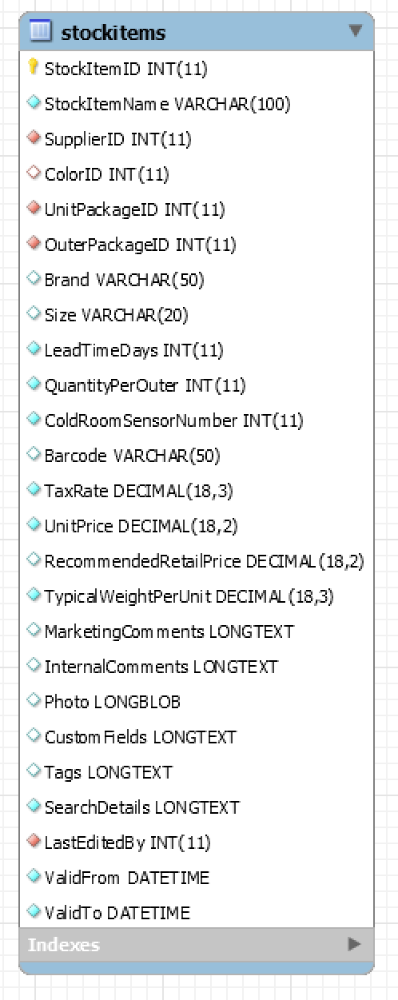 stockitems
StockItemID INT(11)
StockItemName VARCHAR(100)
SupplierID INT(11)
ColorID INT(11)
UnitPackageID INT(11)
OuterPackageID INT(11)
Brand VARCHAR(50)
Size VARCHAR(20)
LeadTimeDays INT(11)
QuantityPerOuter INT(11)
ColdRoomSensorNumber INT(11)
Barcode VARCHAR(50)
TaxRate DECIMAL(18,3)
UnitPrice DECIMAL(18,2)
RecommendedRetailPrice DECIMAL(18,2)
TypicalWeightPerUnit DECIMAL(18,3)
MarketingComments LONGTEXT
InternalComments LONGTEXT
Photo LONGBLOB
CustomFields LONGTEXT
Tags LONGTEXT
SearchDetails LONGTEXT
LastEditedBy INT(11)
ValidFrom DATETIME
ValidTo DATETIME
Indexes